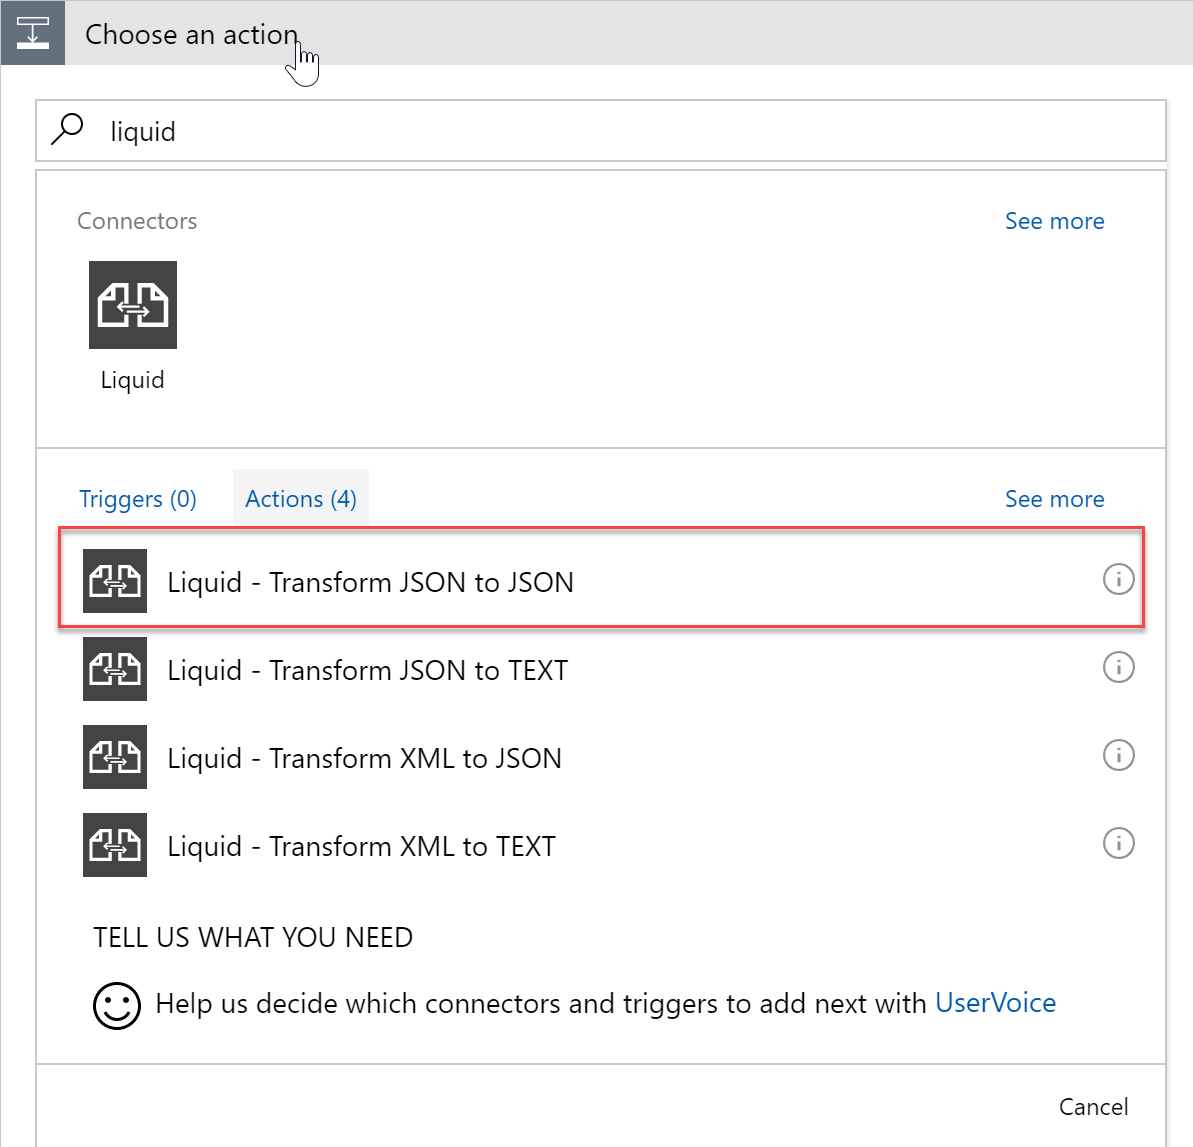 Choose an action
liquid
Connectors
See more
Liquid
Triggers (0)
Actions (4)
See more
Liquid - Transform JSON to JSON
Liquid - Transform JSON to TEXT
Liquid - Transform XML to JSON
Liquid - Transform XML to TEXT
TELL US WHAT YOU NEED
Help us decide which connectors and triggers to add next with UserVoice
Cancel